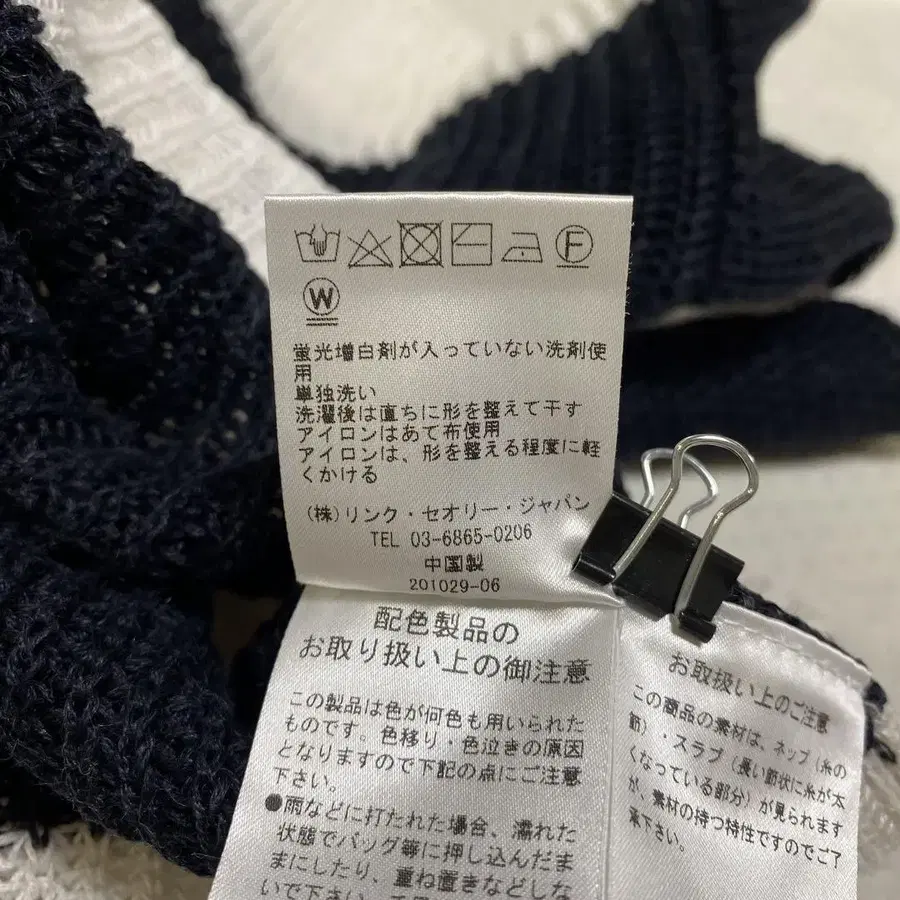 F
W
蛍光増白剤が入っていない洗剤使
用
単独洗い
洗濯後は直ちに形を整えて干す
アイロンはあて布使用
アイロンは、形を整える程度に軽
くかける
(株)リンク・セオリー・ジャパン
TEL 03-6865-0206
中国製
201029-06
配色製品の
お取り扱い上の御注意
この製品は色が何色も用いられた
ものです。色移り・色泣きの原因
となりますので下記の点にご注意
下さい。
●雨などに打たれた場合、濡れた
状態でバッグ等に押し込んだま
まにしたり、重ね置きなどしな
いで下さい。
お取扱い上のご注意
この商品の素材は、ネップ(糸の
節)・スラブ(長い節状に糸が太
くなっている部分)が見られます
が、素材の持つ特性ですのでご了
承下さい。